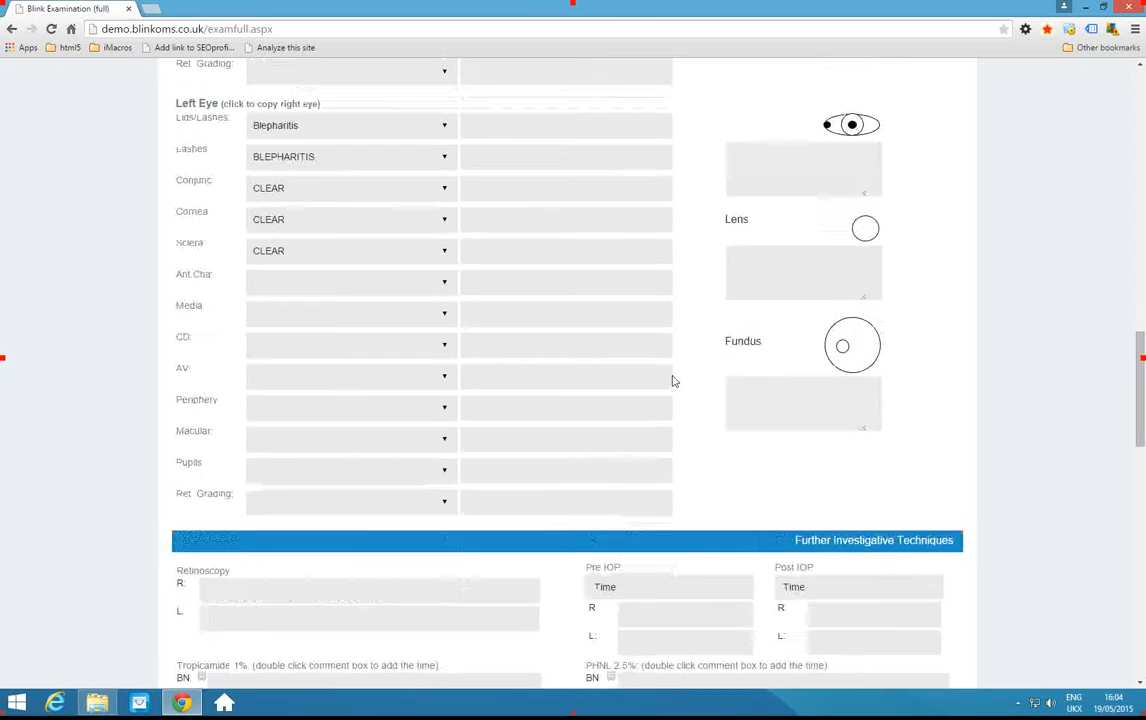 Blink Examination (full)
demo.blinkoms.co.uk/examfull.aspx
Apps html5 iMacros Add link to SEOprofi... Analyze this site Other bookmarks
Ret Grading:
Left Eye (click to copy right eye)
Lids/Lashes: Blepharitis
Lashes BLEPHARITIS
Conjunc: CLEAR
Cornea CLEAR
Sclera: CLEAR
Lens
Ant.Cha:
Media
CD:
Fundus
AV:
Periphery
Macular:
Pupils
Ret Grading:
Further Investigative Techniques
Retinoscopy Pre IOP: Post IOP
R: Time Time
R R:
L: L: L:
Tropicamide 1%: (double click comment box to add the time) PHNL 2.5%: (double click comment box to add the time)
BN: BN
ENG 16:04
UKX 19/05/2015